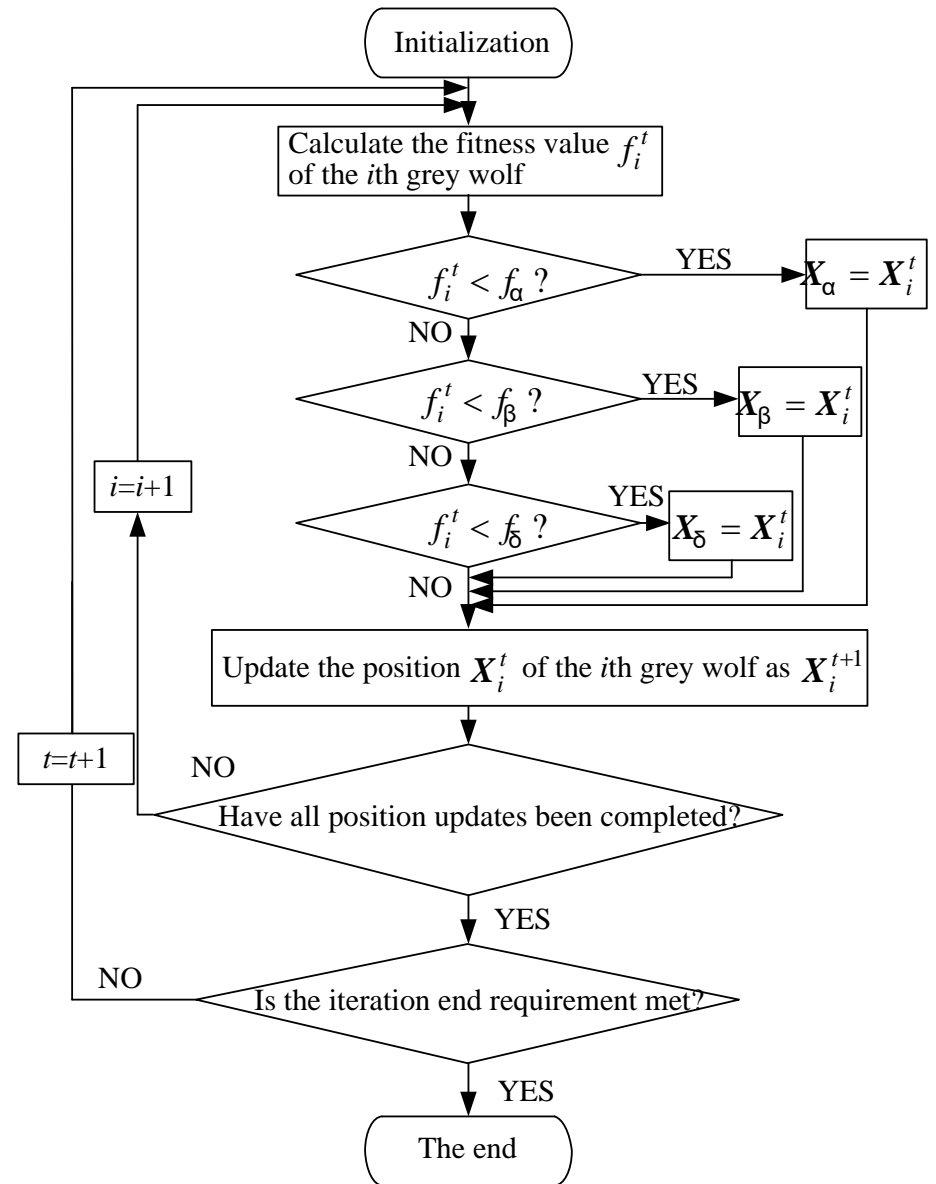 Initialization
Calculate the fitness value f_i^t
of the ith grey wolf
f_i^t < f_α ?
YES
X_α = X_i^t
NO
f_i^t < f_β ?
YES
X_β = X_i^t
NO
i=i+1
f_i^t < f_δ ?
YES
X_δ = X_i^t
NO
Update the position X_i^t of the ith grey wolf as X_i^{t+1}
t=t+1
NO
Have all position updates been completed?
YES
NO
Is the iteration end requirement met?
YES
The end